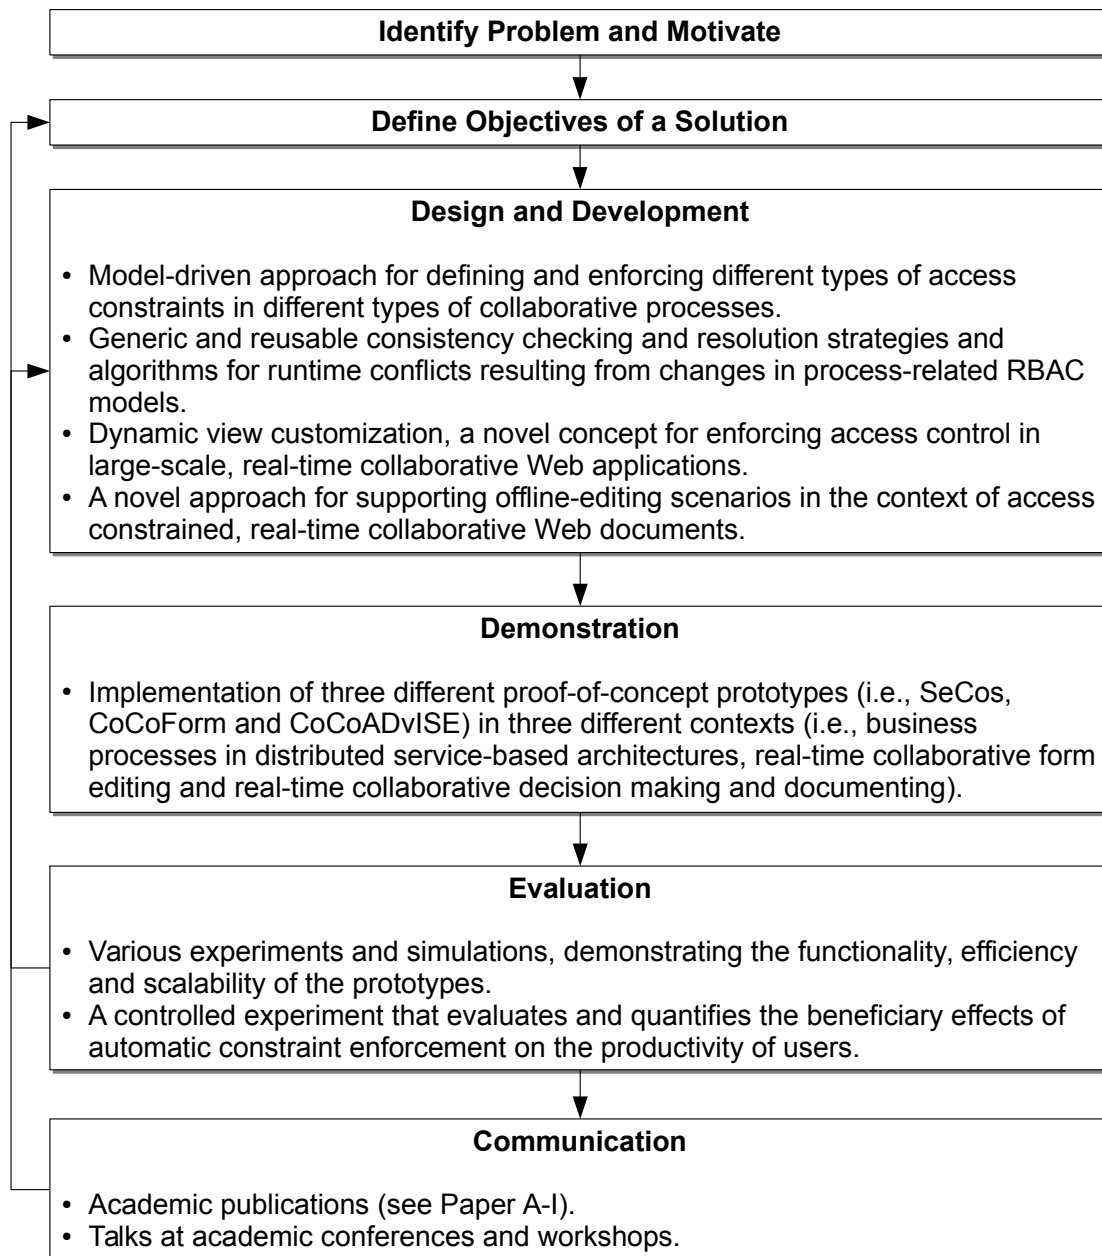 Identify Problem and Motivate
Define Objectives of a Solution
Design and Development
• Model-driven approach for defining and enforcing different types of access
constraints in different types of collaborative processes.
• Generic and reusable consistency checking and resolution strategies and
algorithms for runtime conflicts resulting from changes in process-related RBAC
models.
• Dynamic view customization, a novel concept for enforcing access control in
large-scale, real-time collaborative Web applications.
• A novel approach for supporting offline-editing scenarios in the context of access
constrained, real-time collaborative Web documents.
Demonstration
• Implementation of three different proof-of-concept prototypes (i.e., SeCos,
CoCoForm and CoCoADvISE) in three different contexts (i.e., business
processes in distributed service-based architectures, real-time collaborative form
editing and real-time collaborative decision making and documenting).
Evaluation
• Various experiments and simulations, demonstrating the functionality, efficiency
and scalability of the prototypes.
• A controlled experiment that evaluates and quantifies the beneficiary effects of
automatic constraint enforcement on the productivity of users.
Communication
• Academic publications (see Paper A-I).
• Talks at academic conferences and workshops.